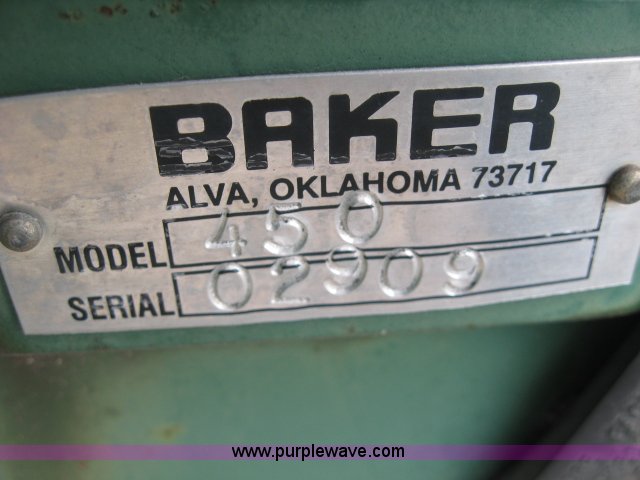 BAKER
ALVA, OKLAHOMA 73717
MODEL 450
SERIAL 02909
www.purplewave.com